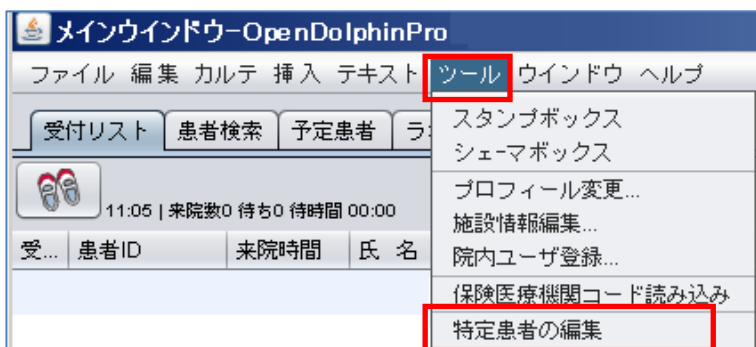 メインウインドウ-OpenDolphinPro
ファイル 編集 カルテ 挿入 テキスト ツール ウインドウ ヘルプ
受付リスト 患者検索 予定患者 ラ
11:05 | 来院数0 待ち0 待時間 00:00
受... 患者ID 来院時間 氏 名
スタンプボックス
シェーマボックス
プロフィール変更...
施設情報編集...
院内ユーザ登録...
保険医療機関コード読み込み
特定患者の編集